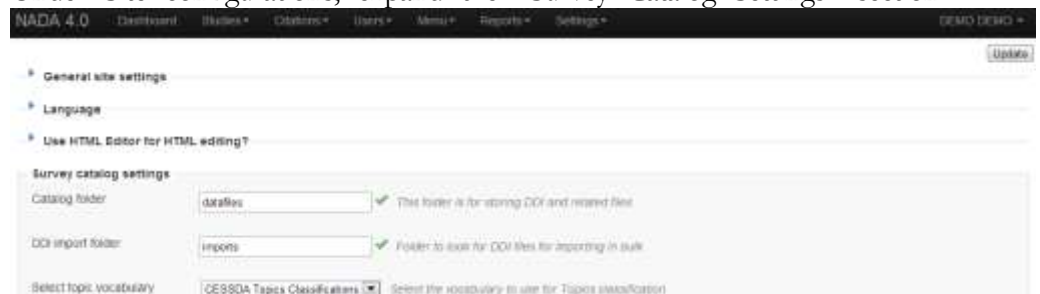 NADA 4.0 Dashboard Studies Citations Users Menu Reports Settings DEMO DEMO
Update
General site settings
Language
Use HTML Editor for HTML editing?
Survey catalog settings
Catalog folder datafiles This folder is for storing DDI and related files
DDI import folder imports Folder to look for DDI files for importing in bulk
Select topic vocabulary CESSDA Topics Classifications Select the vocabulary to use for Topics classification